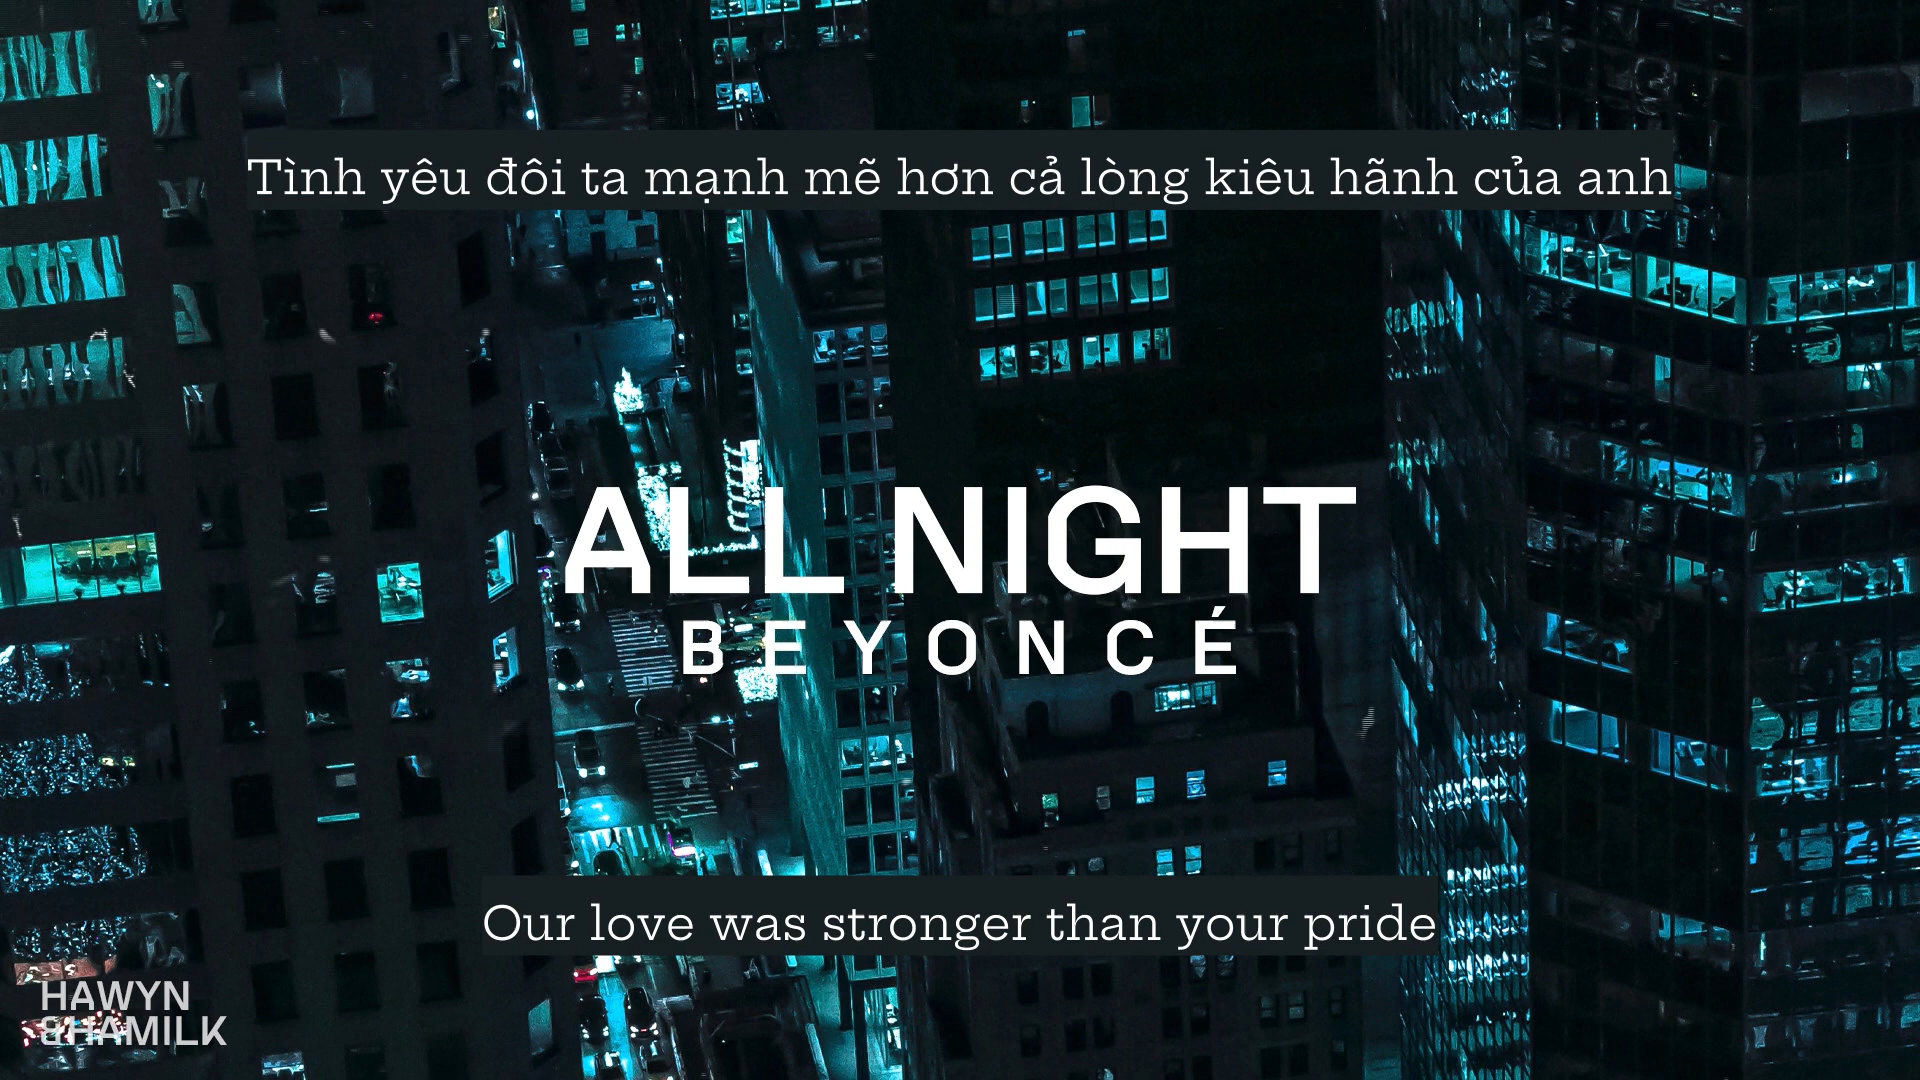 Tình yêu đôi ta mạnh mẽ hơn cả lòng kiêu hãnh của anh
ALL NIGHT
BEYONCÉ
Our love was stronger than your pride
HAWYN
&HAMILK